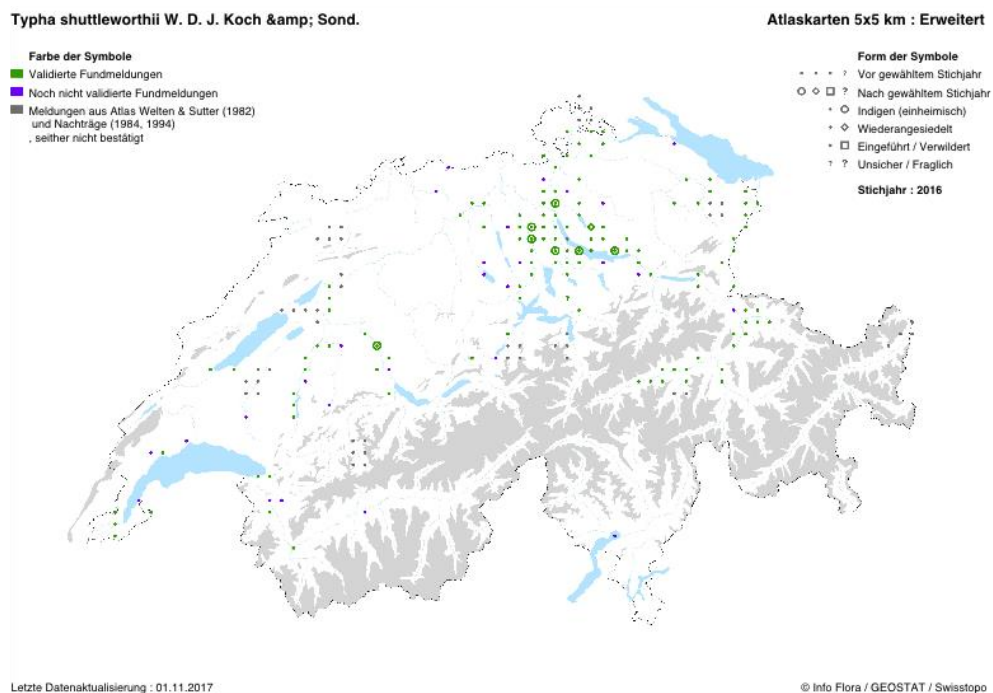 Typha shuttleworthii W. D. J. Koch &amp; Sond.
Atlaskarten 5x5 km : Erweitert
Farbe der Symbole
Validierte Fundmeldungen
Noch nicht validierte Fundmeldungen
Meldungen aus Atlas Welten & Sutter (1982)
und Nachträge (1984, 1994)
, seither nicht bestätigt
Form der Symbole
? Vor gewähltem Stichjahr
? Nach gewähltem Stichjahr
Indigen (einheimisch)
Wiederangesiedelt
Eingeführt / Verwildert
? ? Unsicher / Fraglich
Stichjahr : 2016
Letzte Datenaktualisierung : 01.11.2017
© Info Flora / GEOSTAT / Swisstopo